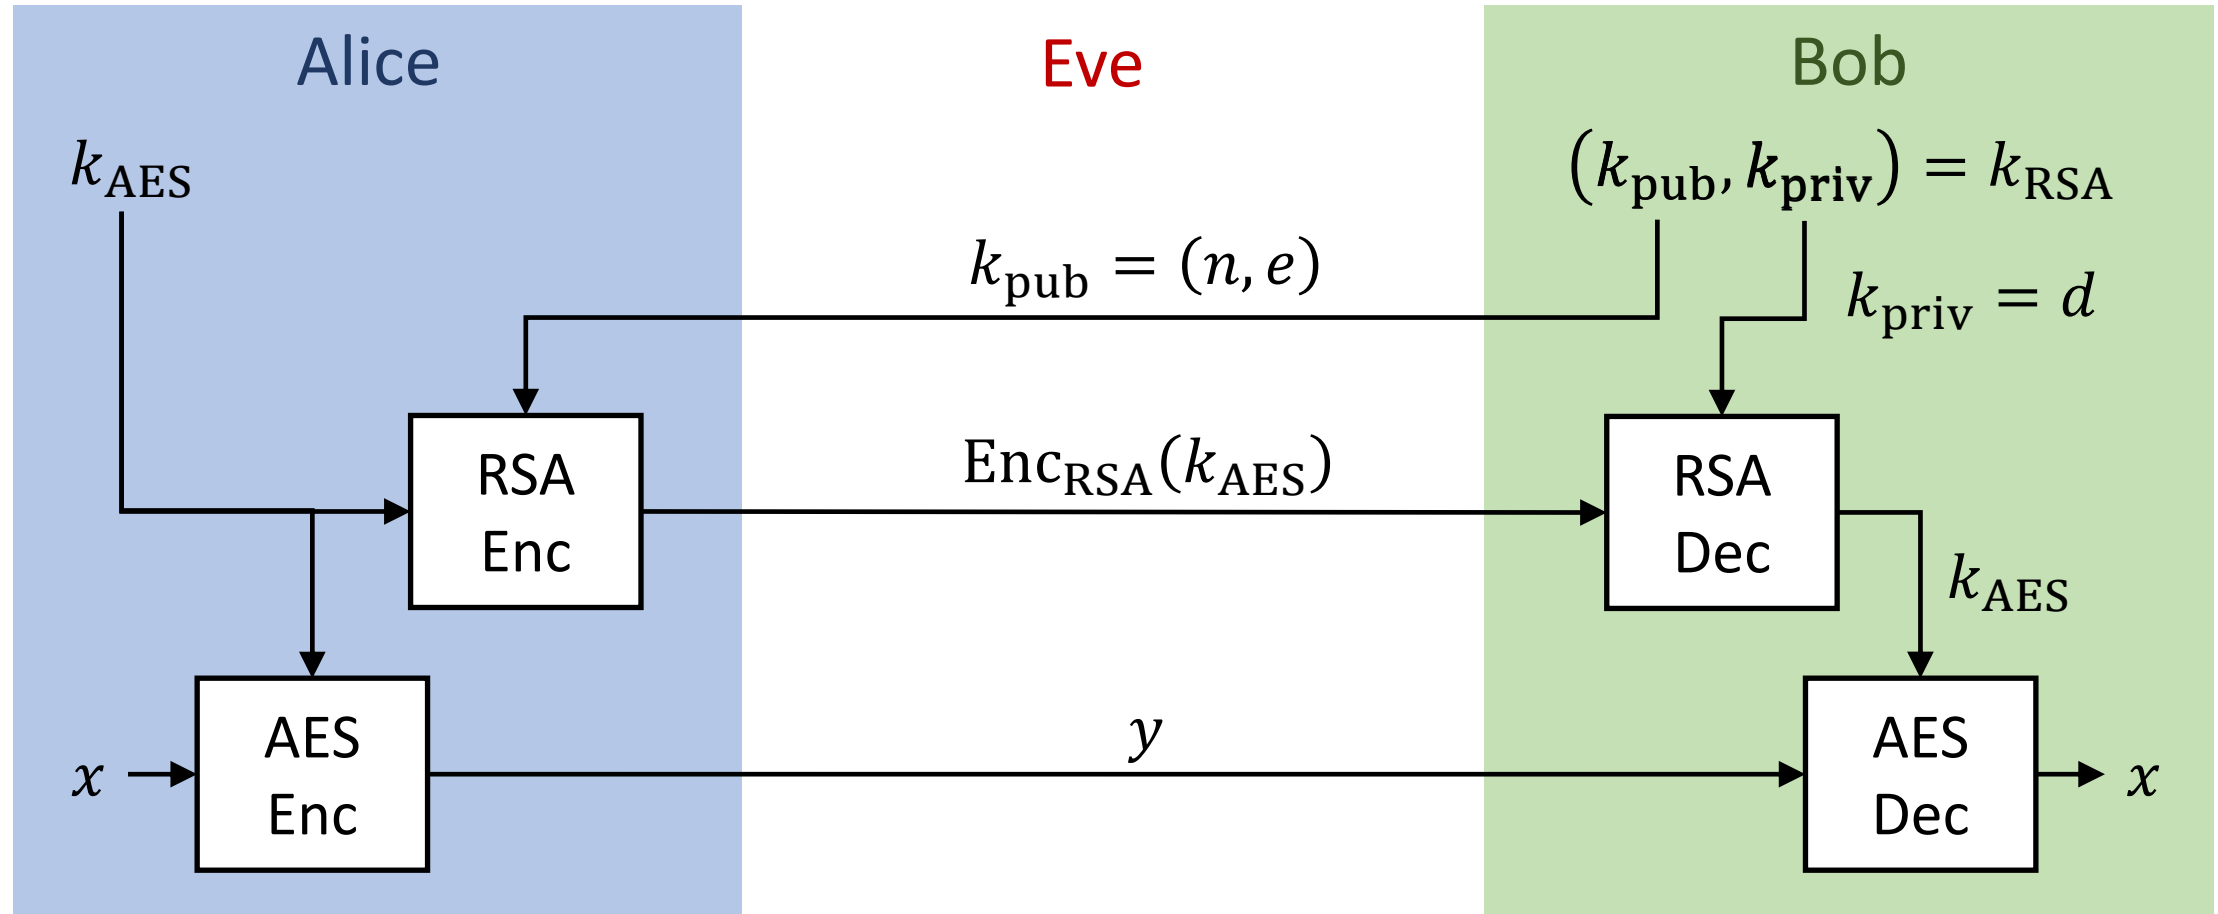 Alice
Eve
Bob
k_AES
(k_pub, k_priv) = k_RSA
k_pub = (n, e)
k_priv = d
RSA
Enc
Enc_RSA(k_AES)
RSA
Dec
k_AES
AES
Enc
y
AES
Dec
x
x